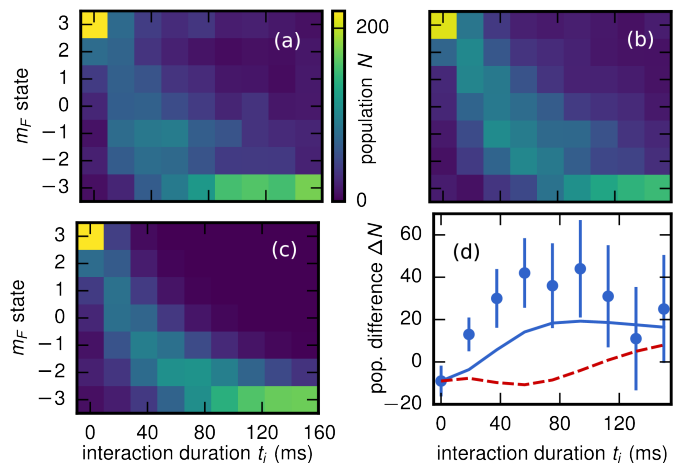 3
2
1
0
−1
−2
−3
m_F state
(a)
200
0
population N
(b)
3
2
1
0
−1
−2
−3
m_F state
(c)
0 40 80 120 160
interaction duration t_i (ms)
60
40
20
0
−20
pop. difference ΔN
(d)
0 40 80 120
interaction duration t_i (ms)